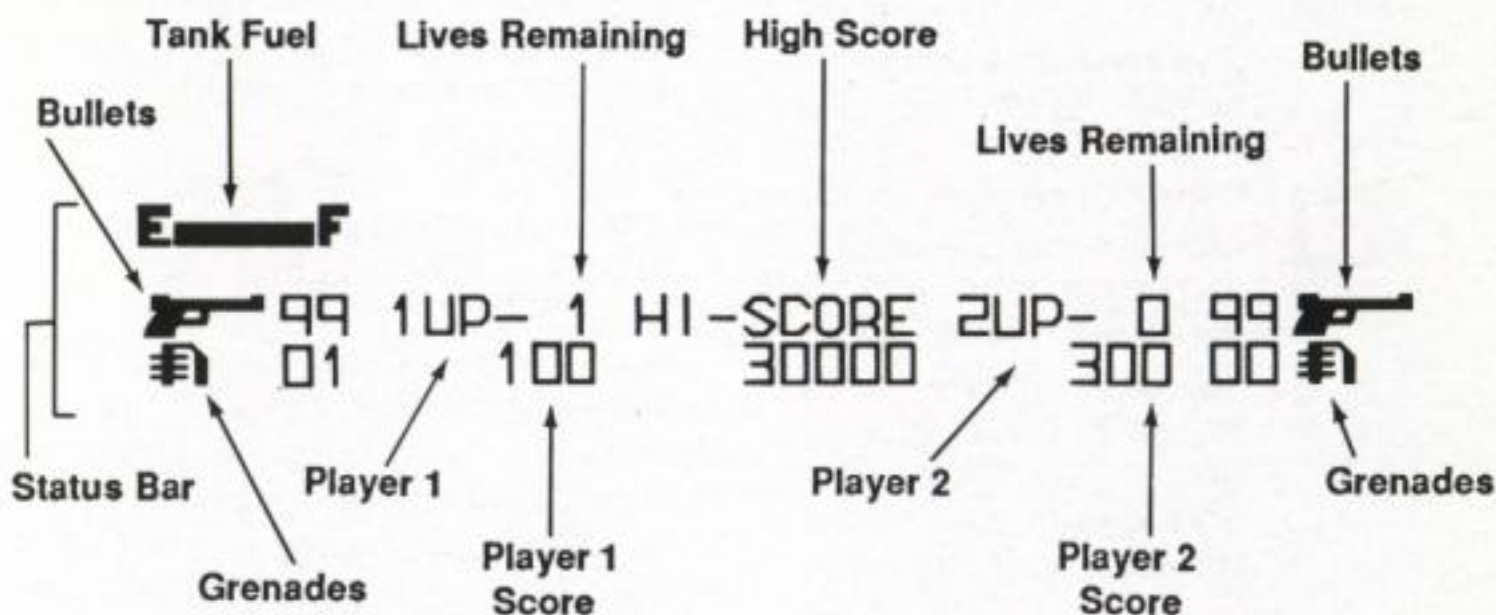 Tank Fuel Lives Remaining High Score Bullets
Bullets Lives Remaining
E F
99 1UP- 1 HI-SCORE 2UP- 0 99
01 100 30000 300 00
Status Bar Player 1 Player 2 Grenades
Grenades Player 1 Score Player 2 Score